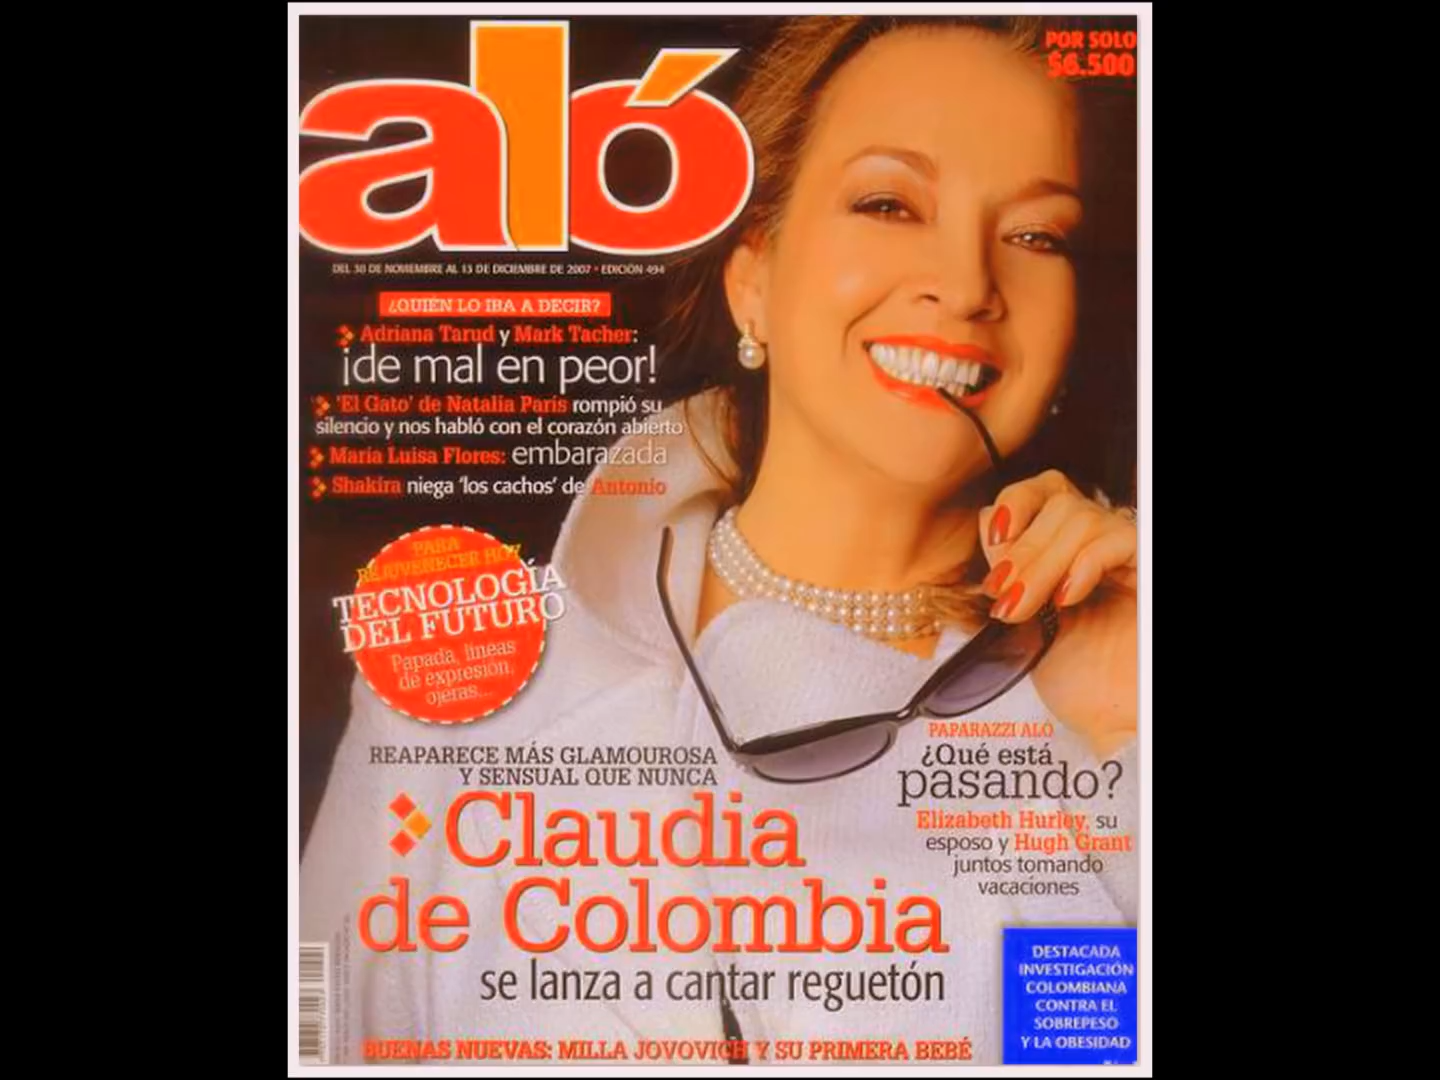 aló
POR SOLO
$6.500
DEL 30 DE NOVIEMBRE AL 13 DE DICIEMBRE DE 2007 • EDICIÓN 494
¿QUIÉN LO IBA A DECIR?
Adriana Tarud y Mark Tacher:
¡de mal en peor!
'El Gato' de Natalia París rompió su
silencio y nos habló con el corazón abierto
María Luisa Flores: embarazada
Shakira niega 'los cachos' de Antonio
PARA
REJUVENECER HOY
TECNOLOGÍA
DEL FUTURO
Papada, líneas
de expresión,
ojeras...
REAPARECE MÁS GLAMOUROSA
Y SENSUAL QUE NUNCA
Claudia
de Colombia
se lanza a cantar reguetón
PAPARAZZI ALÓ
¿Qué está
pasando?
Elizabeth Hurley, su
esposo y Hugh Grant
juntos tomando
vacaciones
DESTACADA
INVESTIGACIÓN
COLOMBIANA
CONTRA EL
SOBREPESO
Y LA OBESIDAD
BUENAS NUEVAS: MILLA JOVOVICH Y SU PRIMERA BEBÉ